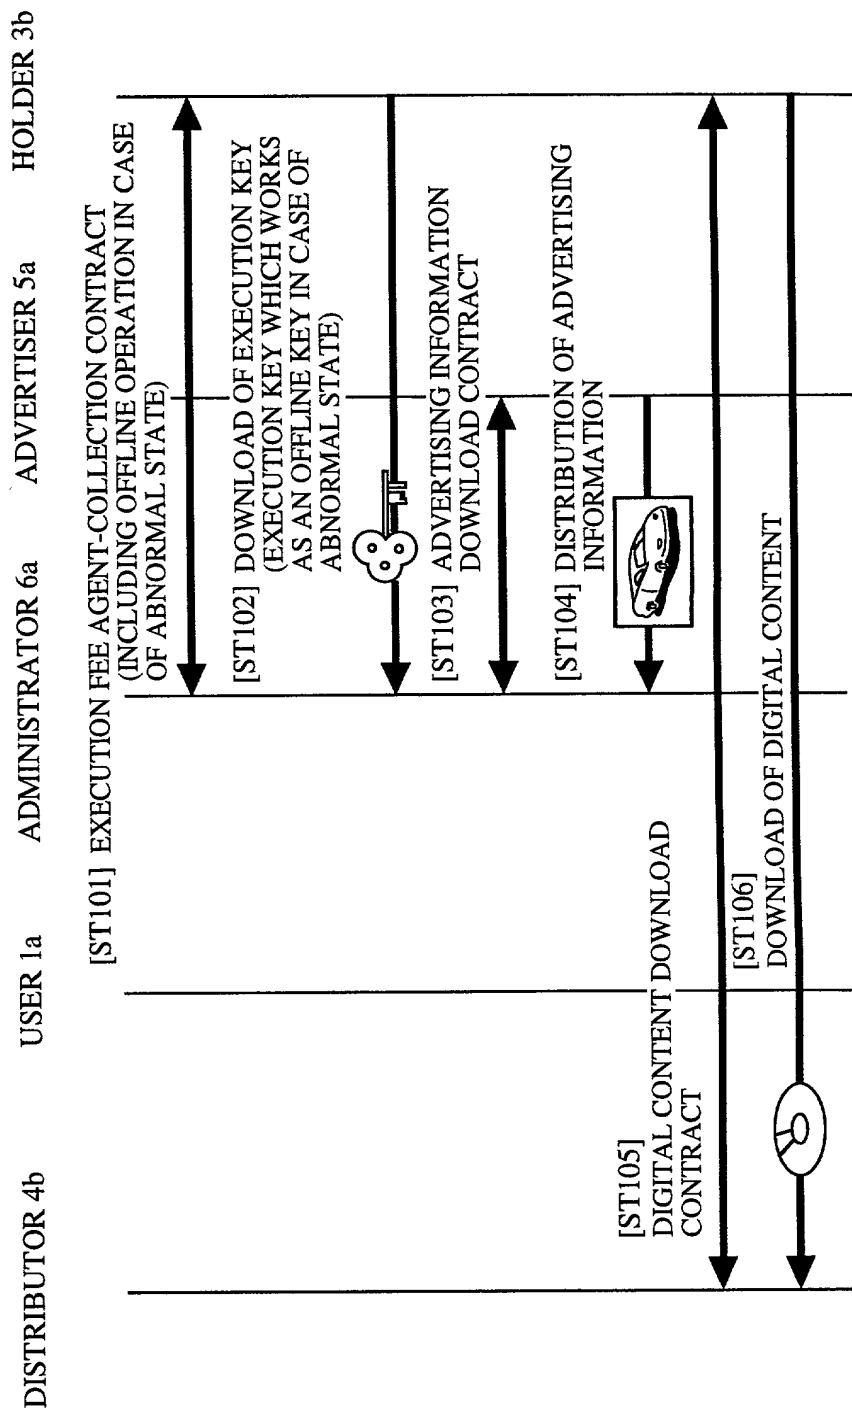 DISTRIBUTOR 4b
USER 1a
ADMINISTRATOR 6a
ADVERTISER 5a
HOLDER 3b
[ST101] EXECUTION FEE AGENT-COLLECTION CONTRACT
(INCLUDING OFFLINE OPERATION IN CASE
OF ABNORMAL STATE)
[ST102] DOWNLOAD OF EXECUTION KEY
(EXECUTION KEY WHICH WORKS
AS AN OFFLINE KEY IN CASE OF
ABNORMAL STATE)
[ST103] ADVERTISING INFORMATION
DOWNLOAD CONTRACT
[ST104] DISTRIBUTION OF ADVERTISING
INFORMATION
[ST105]
DIGITAL CONTENT DOWNLOAD
CONTRACT
[ST106]
DOWNLOAD OF DIGITAL CONTENT